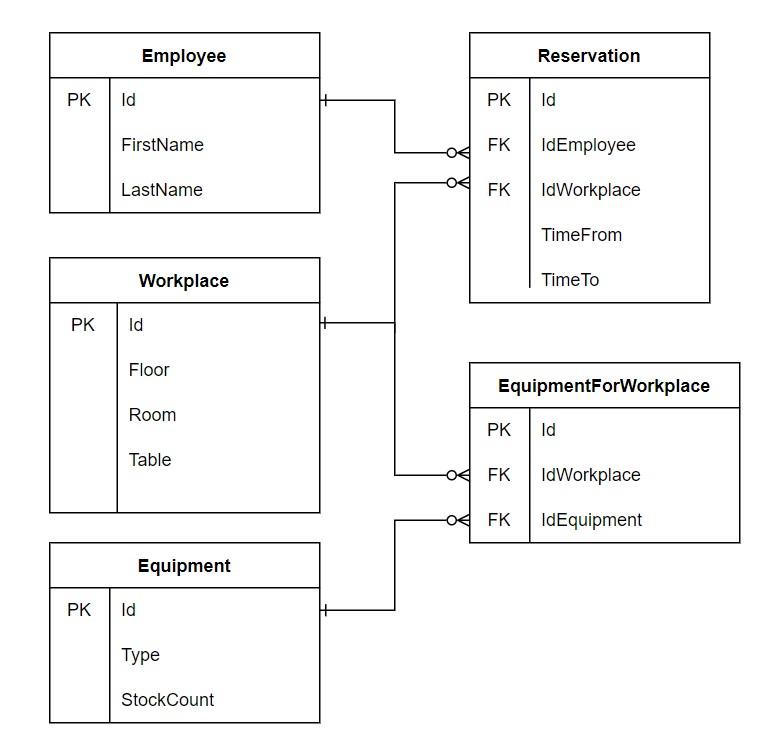 Employee
PK Id
FirstName
LastName
Workplace
PK Id
Floor
Room
Table
Equipment
PK Id
Type
StockCount
Reservation
PK Id
FK IdEmployee
FK IdWorkplace
TimeFrom
TimeTo
EquipmentForWorkplace
PK Id
FK IdWorkplace
FK IdEquipment